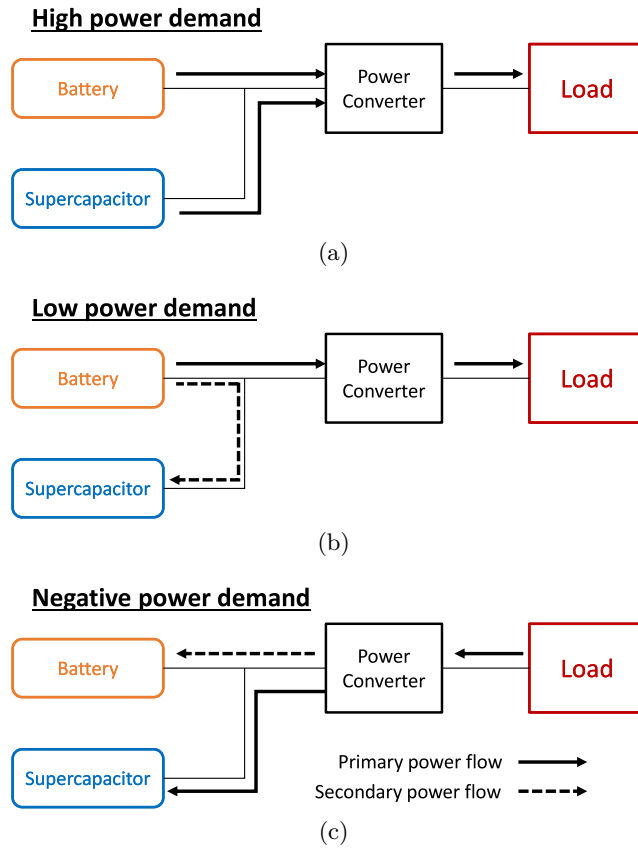 High power demand
Battery
Power
Converter
Load
Supercapacitor
(a)
Low power demand
Battery
Power
Converter
Load
Supercapacitor
(b)
Negative power demand
Battery
Power
Converter
Load
Supercapacitor
Primary power flow
Secondary power flow
(c)